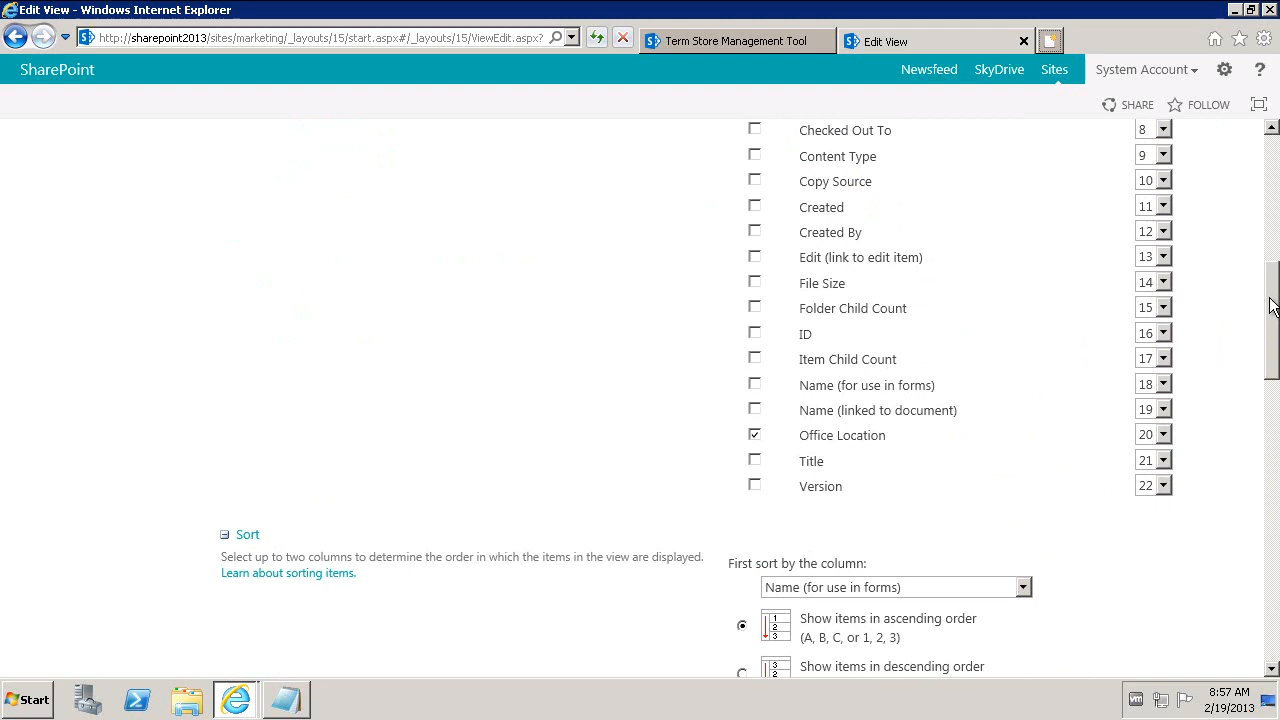 Edit View - Windows Internet Explorer
http://sharepoint2013/sites/marketing/_layouts/15/start.aspx#/_layouts/15/ViewEdit.aspx?
Term Store Management Tool
Edit View
SharePoint
Newsfeed SkyDrive Sites System Account ?
SHARE FOLLOW
Checked Out To 8
Content Type 9
Copy Source 10
Created 11
Created By 12
Edit (link to edit item) 13
File Size 14
Folder Child Count 15
ID 16
Item Child Count 17
Name (for use in forms) 18
Name (linked to document) 19
Office Location 20
Title 21
Version 22
Sort
Select up to two columns to determine the order in which the items in the view are displayed.
Learn about sorting items.
First sort by the column:
Name (for use in forms)
Show items in ascending order
(A, B, C, or 1, 2, 3)
Show items in descending order
Start
8:57 AM
2/19/2013